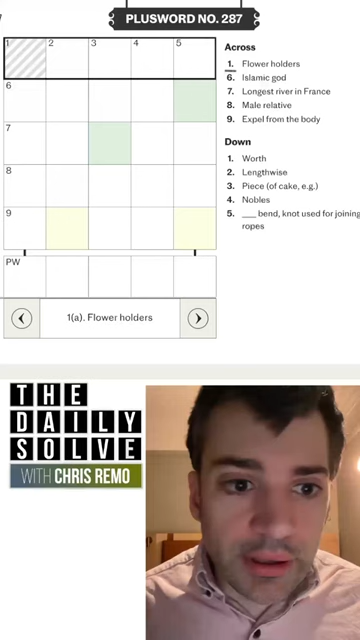 PLUSWORD NO. 287
1
2
3
4
5
6
7
8
9
PW
1(a). Flower holders
Across
1. Flower holders
6. Islamic god
7. Longest river in France
8. Male relative
9. Expel from the body
Down
1. Worth
2. Lengthwise
3. Piece (of cake, e.g.)
4. Nobles
5. ___ bend, knot used for joining
ropes
THE
DAILY
SOLVE
WITH CHRIS REMO